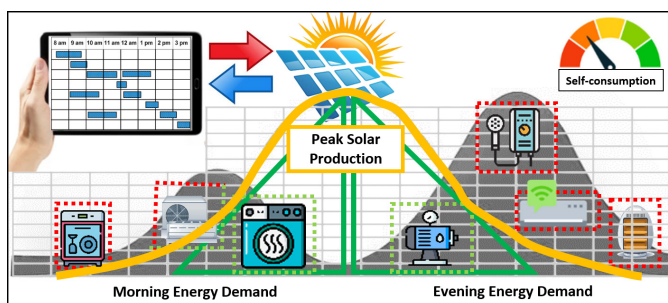 8 am 9 am 10 am 11 am 12 am 1 pm 2 pm 3 pm
Self-consumption
Peak Solar
Production
Morning Energy Demand
Evening Energy Demand